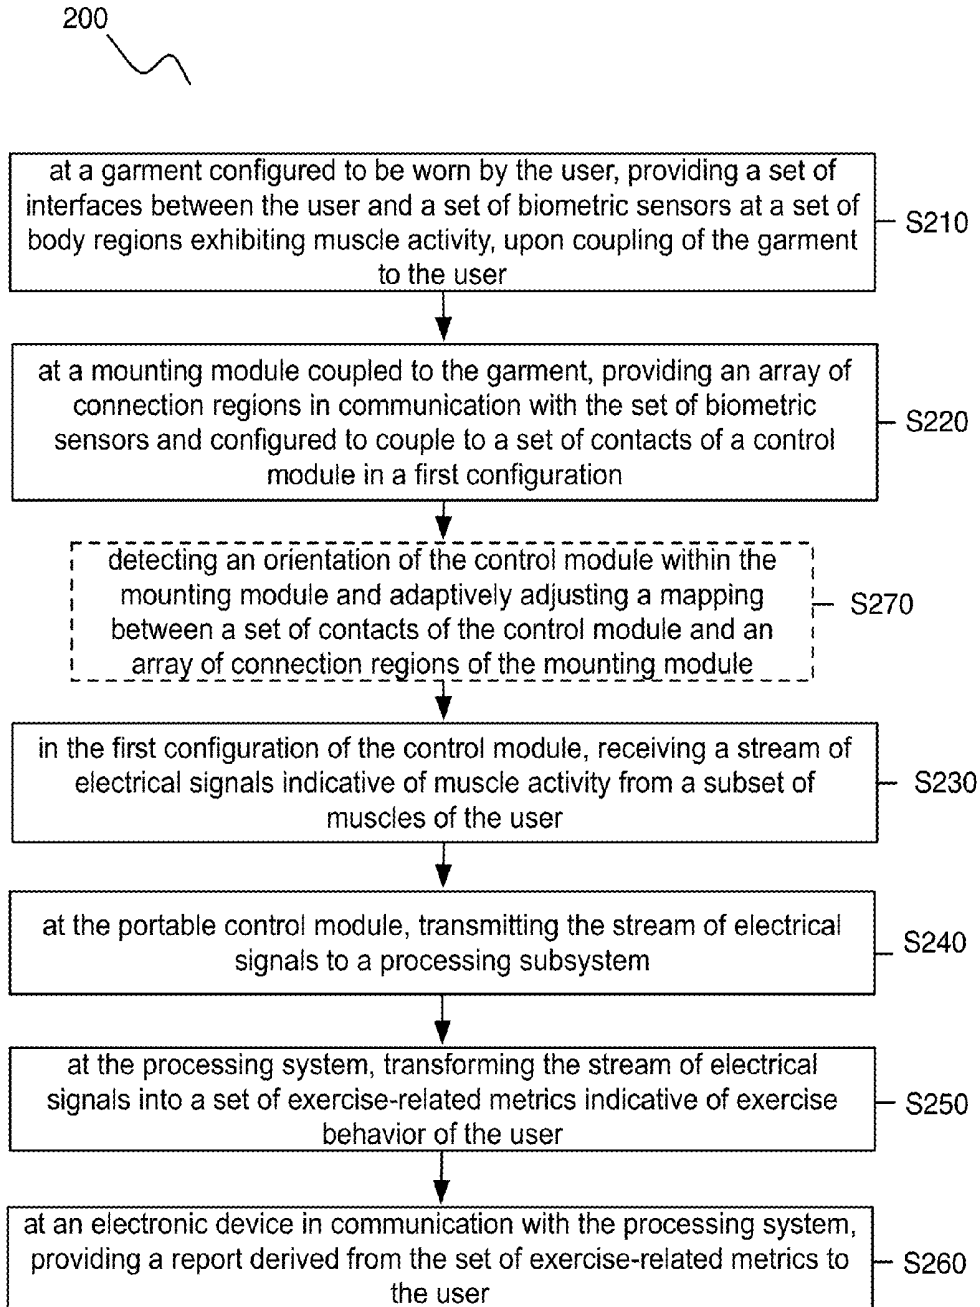 200
at a garment configured to be worn by the user, providing a set of
interfaces between the user and a set of biometric sensors at a set of
body regions exhibiting muscle activity, upon coupling of the garment
to the user
S210
at a mounting module coupled to the garment, providing an array of
connection regions in communication with the set of biometric
sensors and configured to couple to a set of contacts of a control
module in a first configuration
S220
detecting an orientation of the control module within the
mounting module and adaptively adjusting a mapping
between a set of contacts of the control module and an
array of connection regions of the mounting module
S270
in the first configuration of the control module, receiving a stream of
electrical signals indicative of muscle activity from a subset of
muscles of the user
S230
at the portable control module, transmitting the stream of electrical
signals to a processing subsystem
S240
at the processing system, transforming the stream of electrical
signals into a set of exercise-related metrics indicative of exercise
behavior of the user
S250
at an electronic device in communication with the processing system,
providing a report derived from the set of exercise-related metrics to
the user
S260